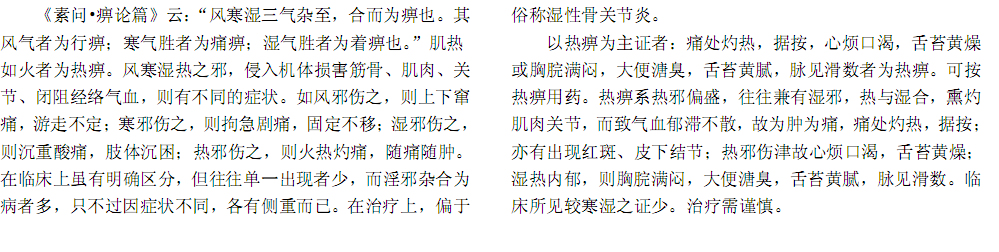 《素问•痹论篇》云：“风寒湿三气杂至，合而为痹也。其
风气者为行痹；寒气胜者为痛痹；湿气胜者为着痹也。”肌热
如火者为热痹。风寒湿热之邪，侵入机体损害筋骨、肌肉、关
节、闭阻经络气血，则有不同的症状。如风邪伤之，则上下窜
痛，游走不定；寒邪伤之，则拘急剧痛，固定不移；湿邪伤之，
则沉重酸痛，肢体沉困；热邪伤之，则火热灼痛，随痛随肿。
在临床上虽有明确区分，但往往单一出现者少，而淫邪杂合为
病者多，只不过因症状不同，各有侧重而已。在治疗上，偏于
俗称湿性骨关节炎。
以热痹为主证者：痛处灼热，据按，心烦口渴，舌苔黄燥
或胸脘满闷，大便溏臭，舌苔黄腻，脉见滑数者为热痹。可按
热痹用药。热痹系热邪偏盛，往往兼有湿邪，热与湿合，熏灼
肌肉关节，而致气血郁滞不散，故为肿为痛，痛处灼热，据按；
亦有出现红斑、皮下结节；热邪伤津故心烦口渴，舌苔黄燥；
湿热内郁，则胸脘满闷，大便溏臭，舌苔黄腻，脉见滑数。临
床所见较寒湿之证少。治疗需谨慎。